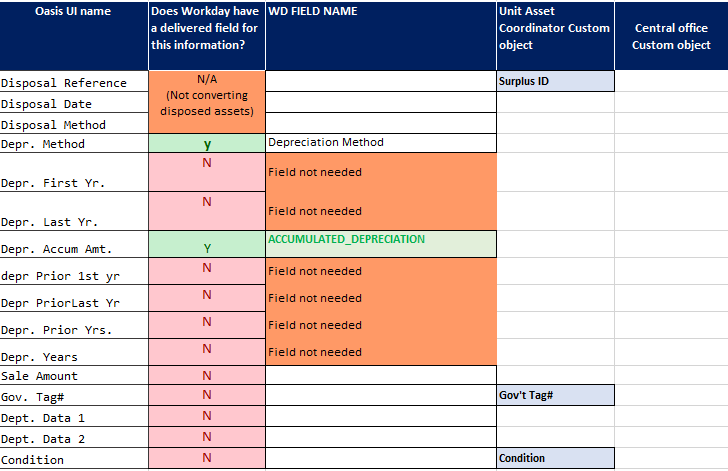 Oasis UI name
Does Workday have
a delivered field for
this information?
WD FIELD NAME
Unit Asset
Coordinator Custom
object
Central office
Custom object
Disposal Reference
N/A
(Not converting
disposed assets)
Surplus ID
Disposal Date
Disposal Method
Depr. Method
y
Depreciation Method
Depr. First Yr.
N
Field not needed
Depr. Last Yr.
N
Field not needed
Depr. Accum Amt.
Y
ACCUMULATED_DEPRECIATION
depr Prior 1st yr
N
Field not needed
Depr PriorLast Yr
N
Field not needed
Depr. Prior Yrs.
N
Field not needed
Depr. Years
N
Field not needed
Sale Amount
N
Gov. Tag#
N
Gov't Tag#
Dept. Data 1
N
Dept. Data 2
N
Condition
N
Condition